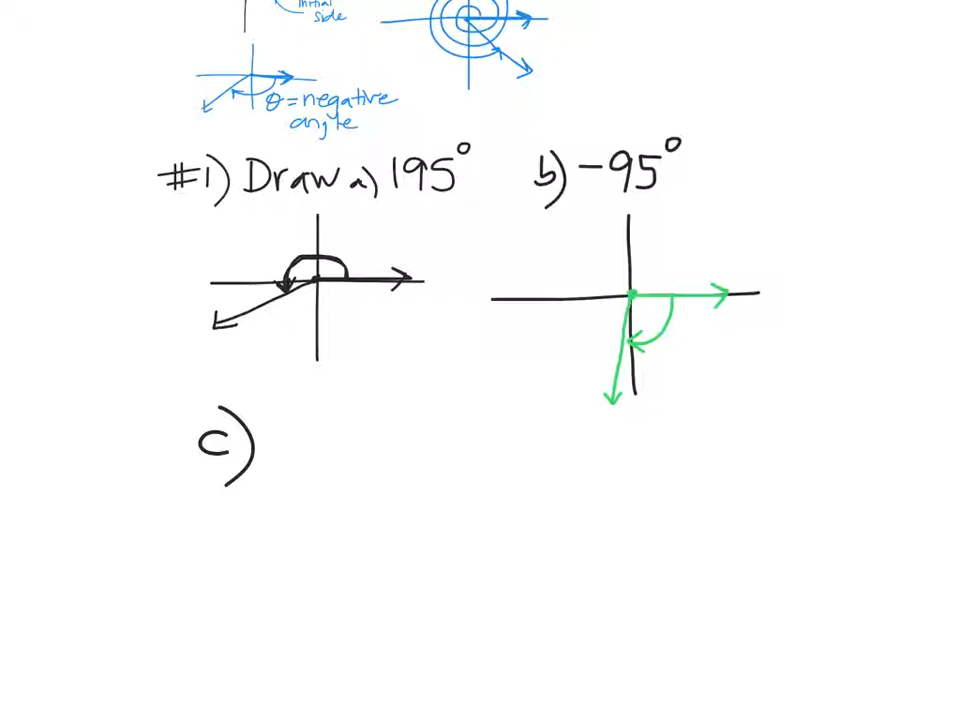 initial
side
θ=negative
angle
#1) Draw a) 195° b) -95°
c)